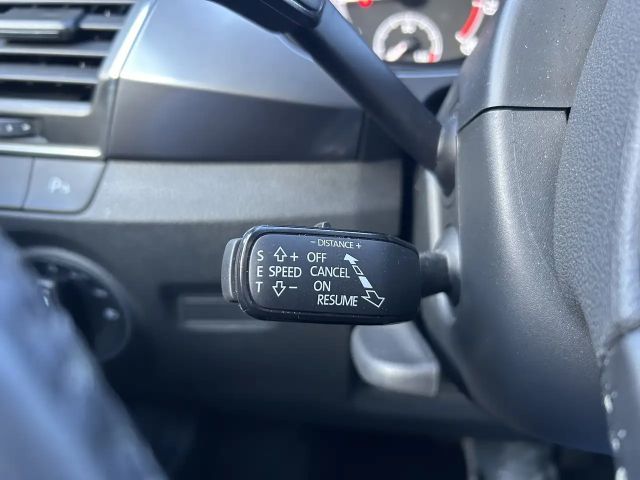 - DISTANCE +
S + OFF
E SPEED CANCEL
T - ON
RESUME